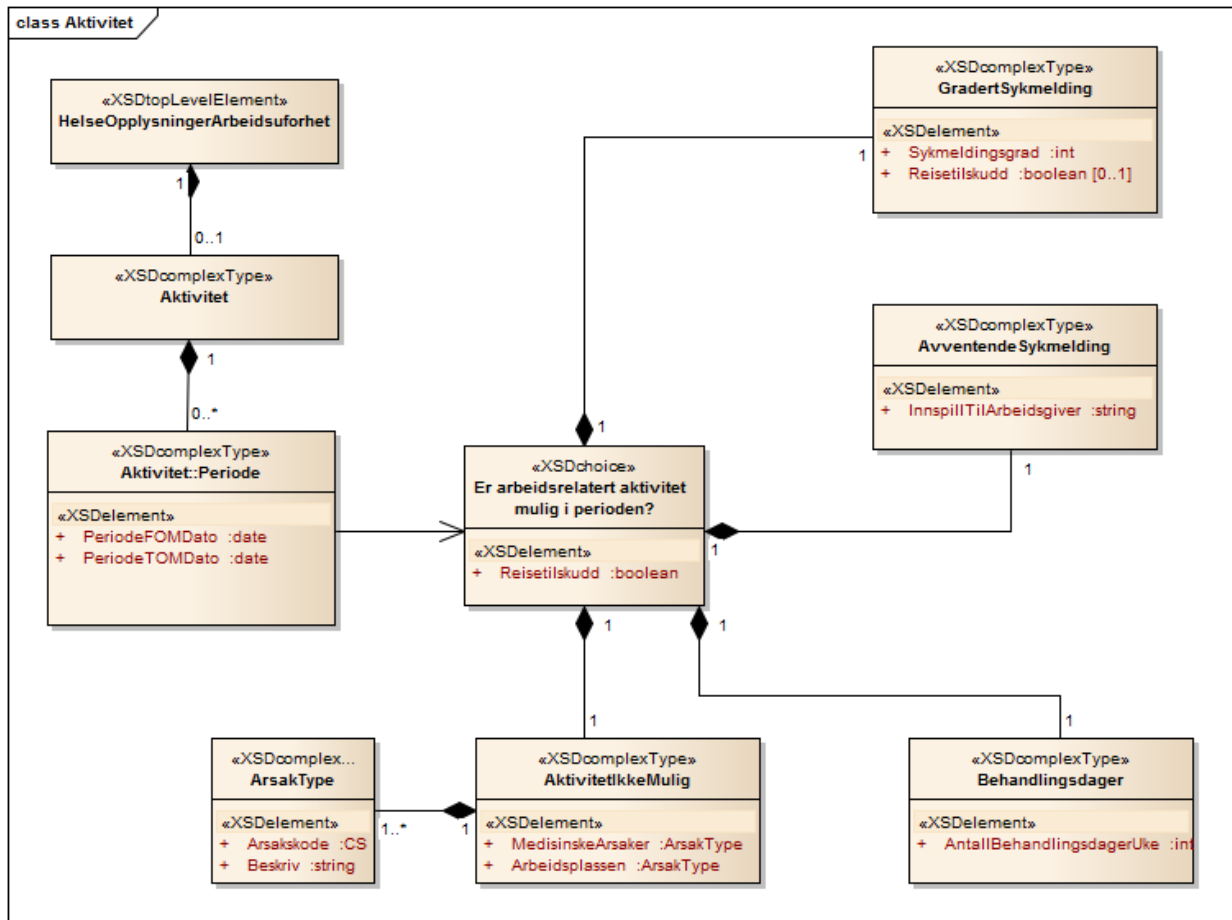 class Aktivitet
«XSDtopLevelElement»
HelseOpplysningerArbeidsuforhet
1
0..1
«XSDcomplexType»
Aktivitet
1
0..*
«XSDcomplexType»
Aktivitet::Periode
«XSDelement»
+ PeriodeFOMDato :date
+ PeriodeTOMDato :date
«XSDcomplexType»
GradertSykmelding
«XSDelement»
+ Sykmeldingsgrad :int
+ Reisetilskudd :boolean [0..1]
1
1
«XSDcomplexType»
AvventendeSykmelding
«XSDelement»
+ InnspillTilArbeidsgiver :string
1
1
«XSDchoice»
Er arbeidsrelatert aktivitet
mulig i perioden?
«XSDelement»
+ Reisetilskudd :boolean
1
1
1
1
«XSDcomplex...
ArsakType
«XSDelement»
+ Arsakskode :CS
+ Beskriv :string
1..*
1
«XSDcomplexType»
AktivitetIkkeMulig
«XSDelement»
+ MedisinskeArsaker :ArsakType
+ Arbeidsplassen :ArsakType
«XSDcomplexType»
Behandlingsdager
«XSDelement»
+ AntallBehandlingsdagerUke :int